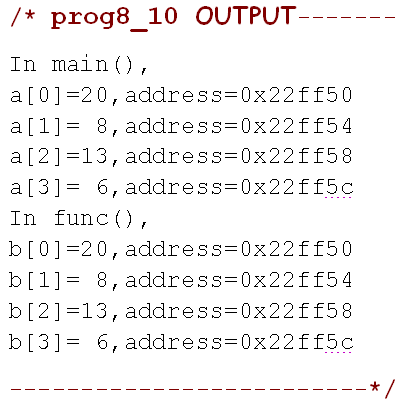 /* prog8_10 OUTPUT-------
In main(),
a[0]=20,address=0x22ff50
a[1]= 8,address=0x22ff54
a[2]=13,address=0x22ff58
a[3]= 6,address=0x22ff5c
In func(),
b[0]=20,address=0x22ff50
b[1]= 8,address=0x22ff54
b[2]=13,address=0x22ff58
b[3]= 6,address=0x22ff5c
-------------------------*/